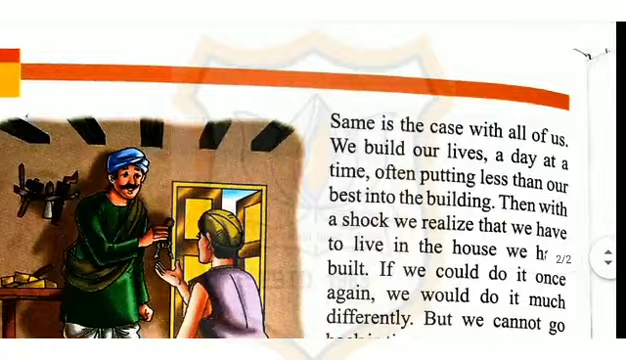 Same is the case with all of us.
We build our lives, a day at a
time, often putting less than our
best into the building. Then with
a shock we realize that we have
to live in the house we
2/2
built. If we could do it once
again, we would do it much
differently. But we cannot go